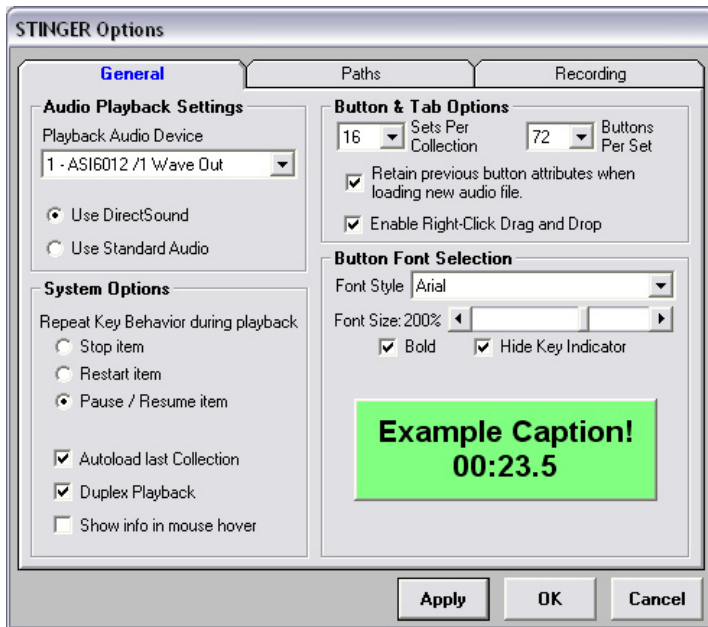 STINGER Options
General
Paths
Recording
Audio Playback Settings
Playback Audio Device
1 - ASI6012 /1 Wave Out
Use DirectSound
Use Standard Audio
System Options
Repeat Key Behavior during playback
Stop item
Restart item
Pause / Resume item
Autoload last Collection
Duplex Playback
Show info in mouse hover
Button & Tab Options
16
Sets Per
Collection
72
Buttons
Per Set
Retain previous button attributes when
loading new audio file.
Enable Right-Click Drag and Drop
Button Font Selection
Font Style
Arial
Font Size: 200%
Bold
Hide Key Indicator
Example Caption!
00:23.5
Apply
OK
Cancel